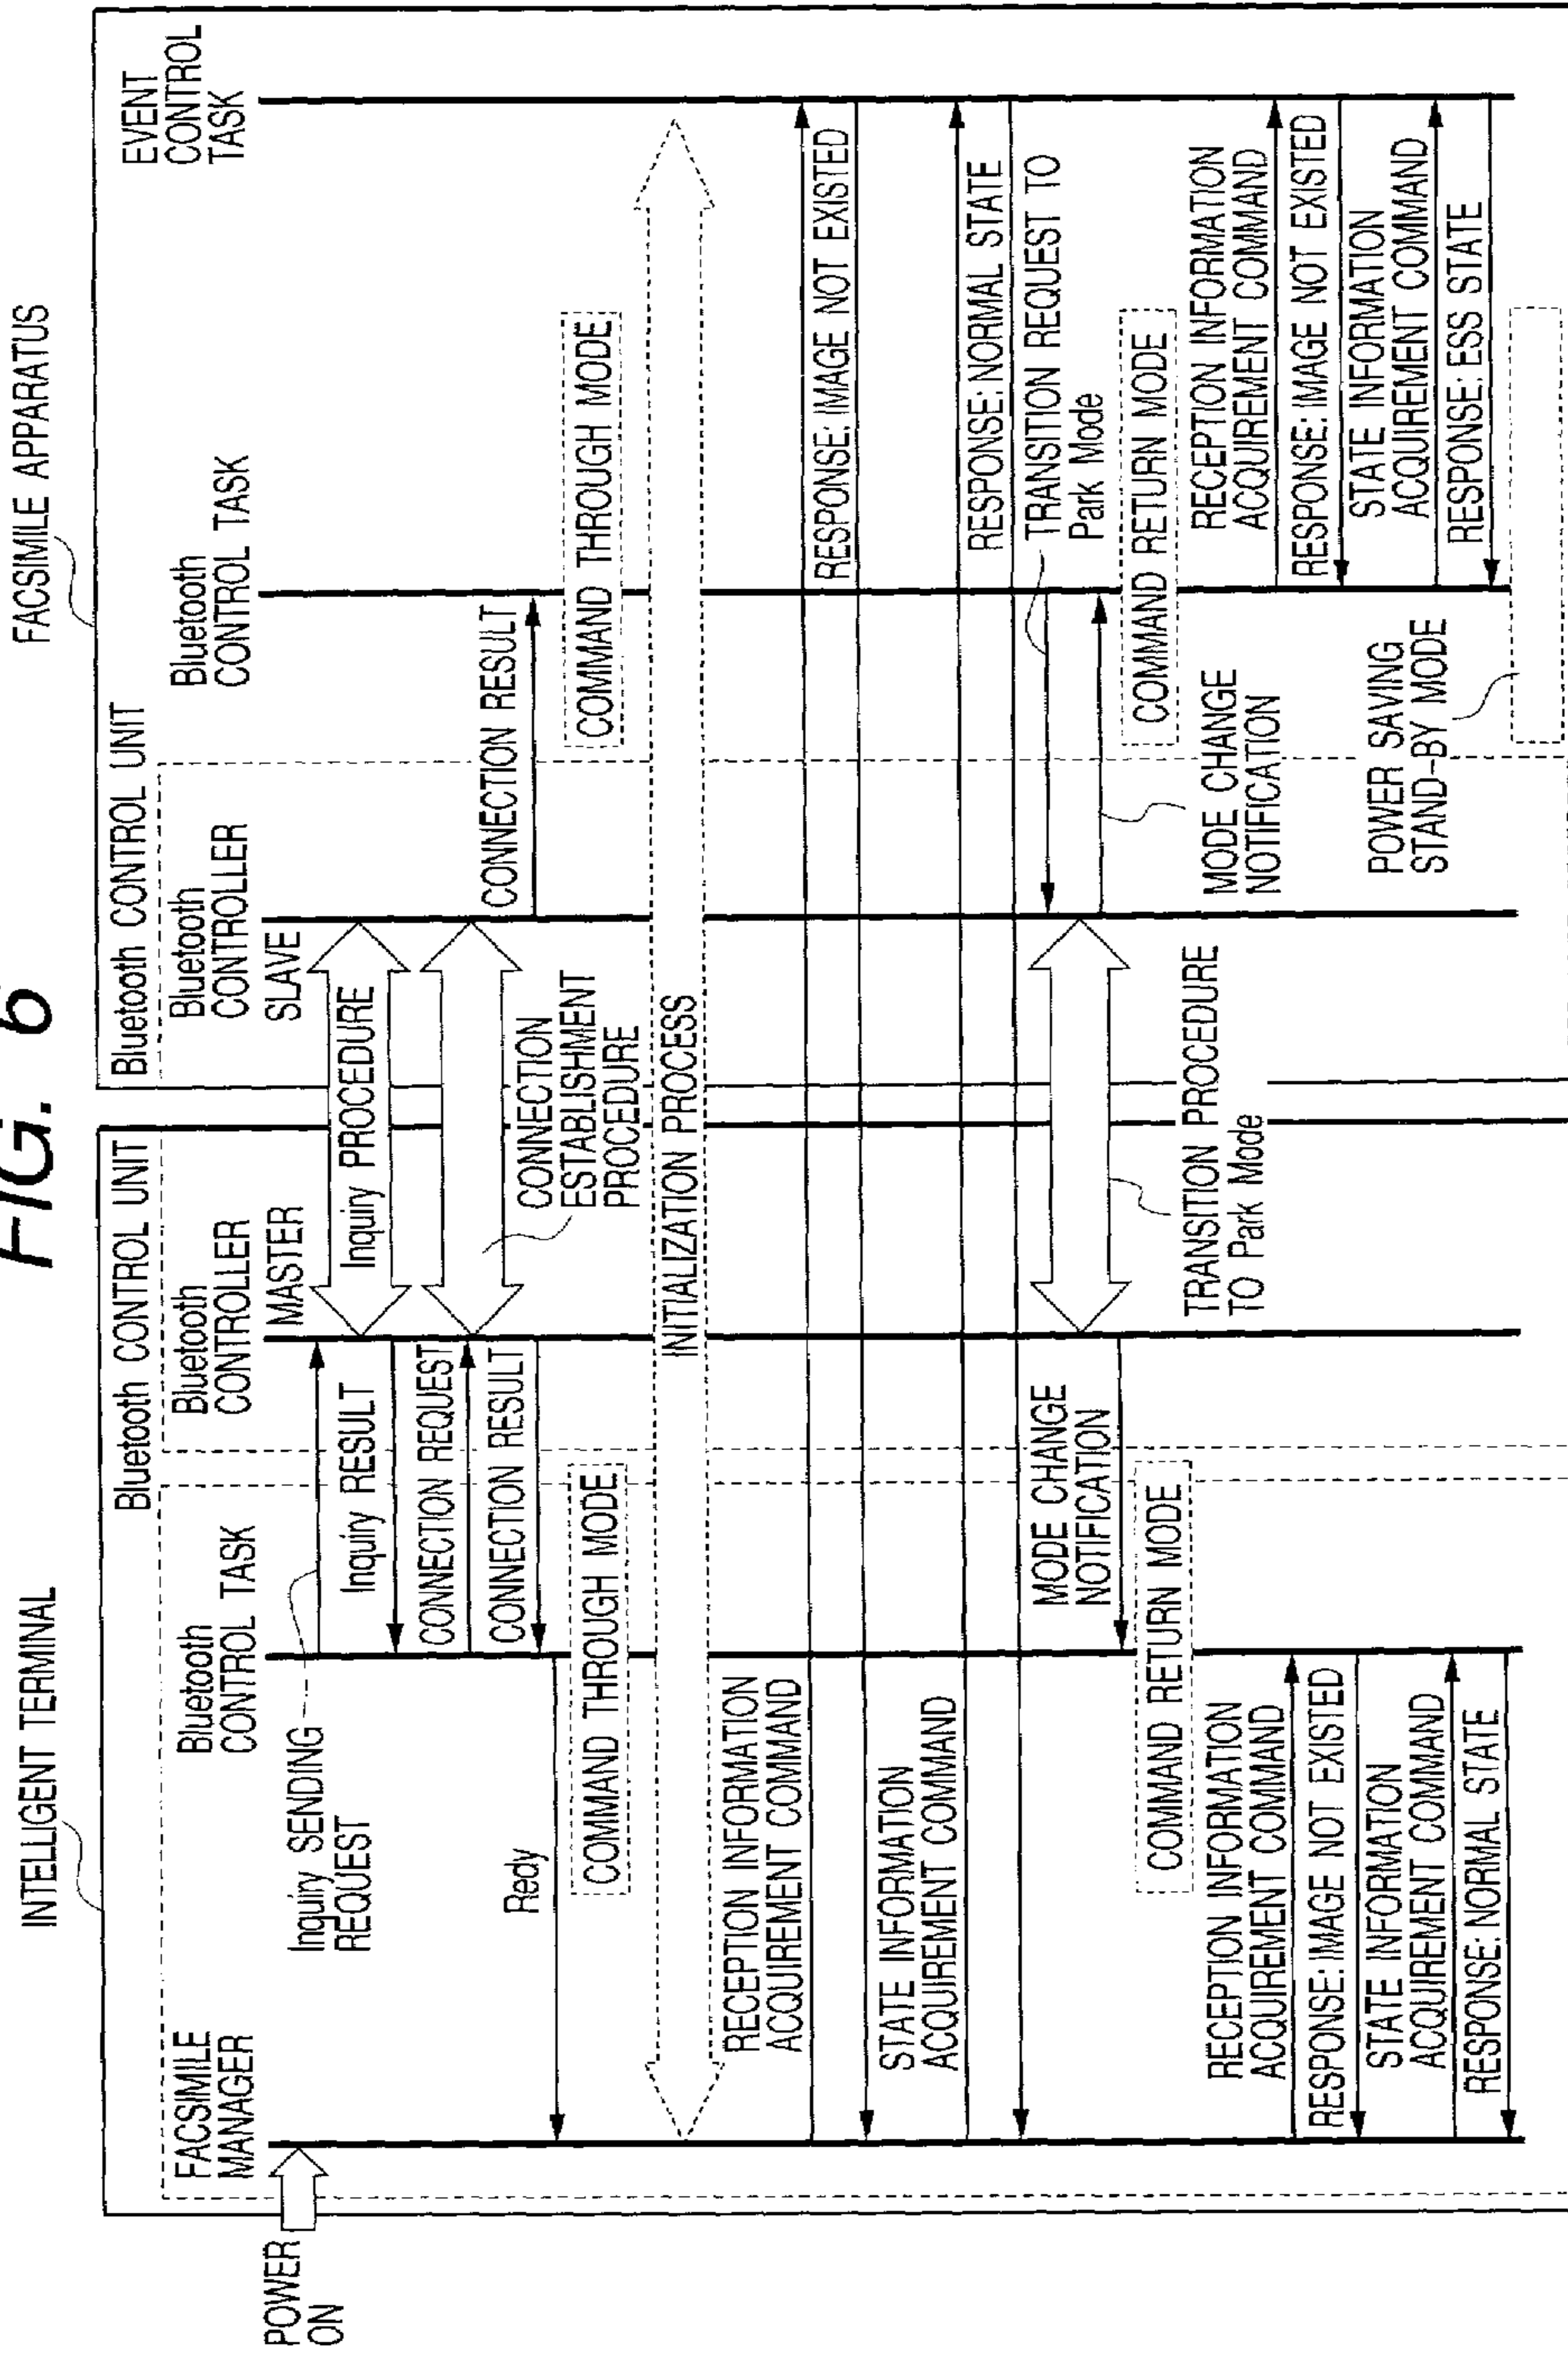 FIG. 6
INTELLIGENT TERMINAL
FACSIMILE APPARATUS
Bluetooth CONTROL UNIT
Bluetooth CONTROL UNIT
FACSIMILE
MANAGER
Bluetooth
CONTROL TASK
Bluetooth
CONTROLLER
MASTER
Bluetooth
CONTROLLER
SLAVE
Bluetooth
CONTROL TASK
EVENT
CONTROL
TASK
POWER
ON
Inquiry SENDING
REQUEST
Inquiry PROCEDURE
Inquiry RESULT
CONNECTION REQUEST
CONNECTION RESULT
CONNECTION
ESTABLISHMENT
PROCEDURE
CONNECTION RESULT
Redy
COMMAND THROUGH MODE
COMMAND THROUGH MODE
INITIALIZATION PROCESS
RECEPTION INFORMATION
ACQUIREMENT COMMAND
RESPONSE: IMAGE NOT EXISTED
STATE INFORMATION
ACQUIREMENT COMMAND
RESPONSE: NORMAL STATE
TRANSITION REQUEST TO
Park Mode
MODE CHANGE
NOTIFICATION
TRANSITION PROCEDURE
TO Park Mode
MODE CHANGE
NOTIFICATION
COMMAND RETURN MODE
COMMAND RETURN MODE
RECEPTION INFORMATION
ACQUIREMENT COMMAND
RESPONSE: IMAGE NOT EXISTED
STATE INFORMATION
ACQUIREMENT COMMAND
RESPONSE: NORMAL STATE
RECEPTION INFORMATION
ACQUIREMENT COMMAND
RESPONSE: IMAGE NOT EXISTED
STATE INFORMATION
ACQUIREMENT COMMAND
RESPONSE: ESS STATE
POWER SAVING
STAND-BY MODE